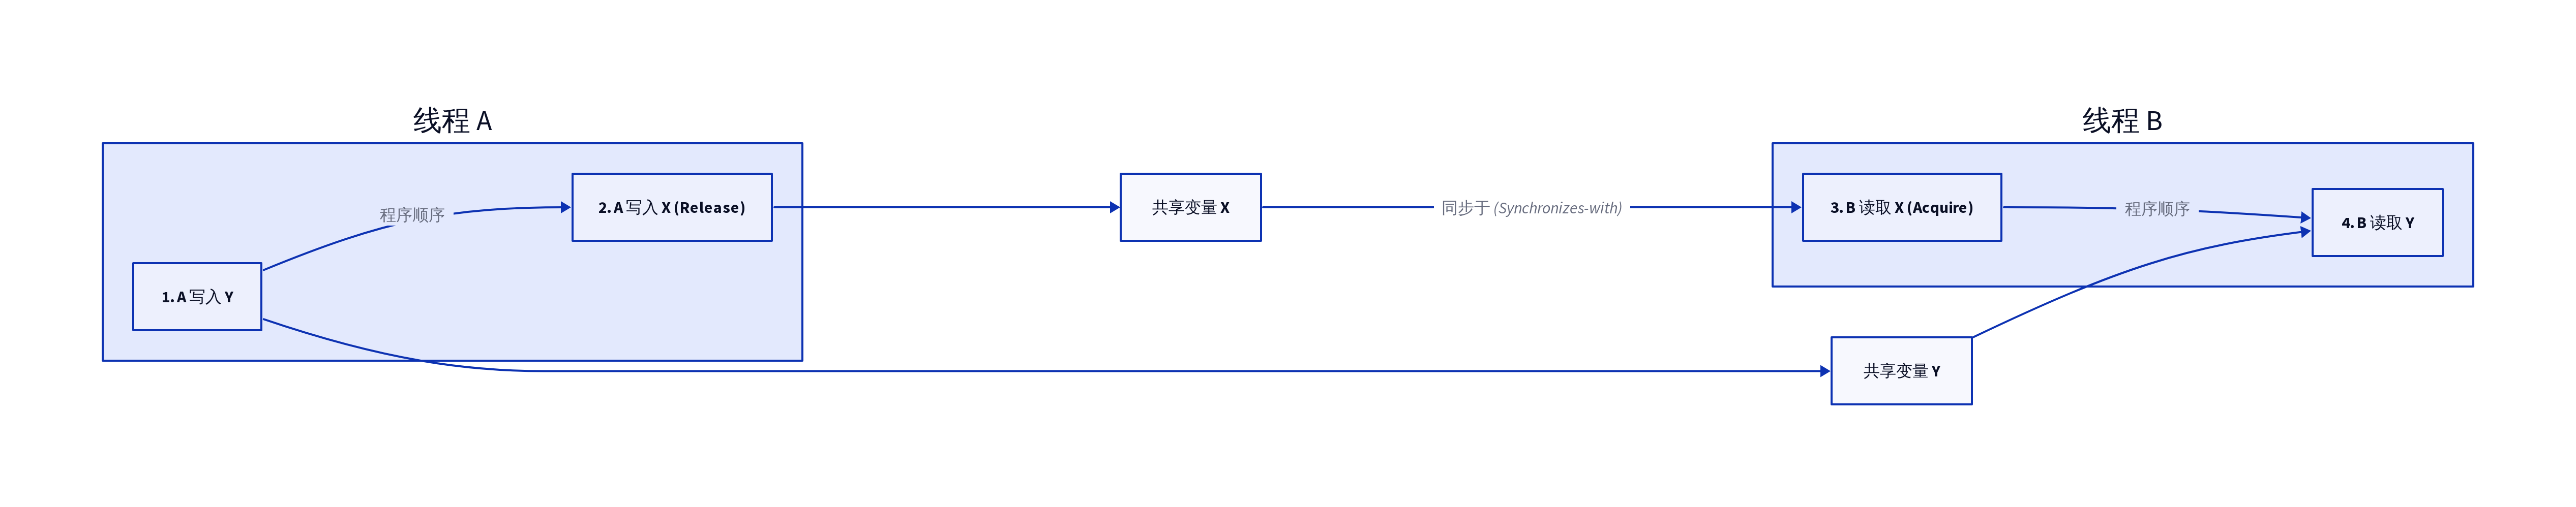 线程 A
线程 B
程序顺序
2. A 写入 X (Release)
共享变量 X
同步于 (Synchronizes-with)
3. B 读取 X (Acquire)
程序顺序
4. B 读取 Y
1. A 写入 Y
共享变量 Y